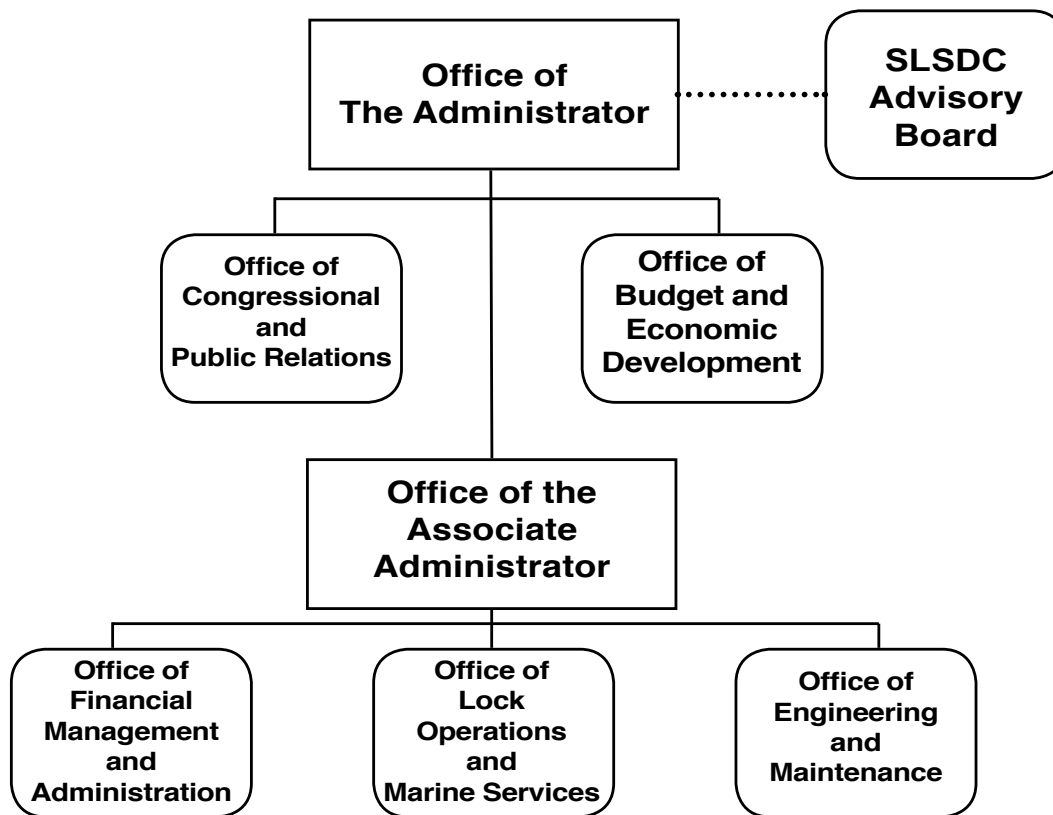 Office of
The Administrator
SLSDC
Advisory
Board
Office of
Congressional
and
Public Relations
Office of
Budget and
Economic
Development
Office of the
Associate
Administrator
Office of
Financial
Management
and
Administration
Office of
Lock
Operations
and
Marine Services
Office of
Engineering
and
Maintenance